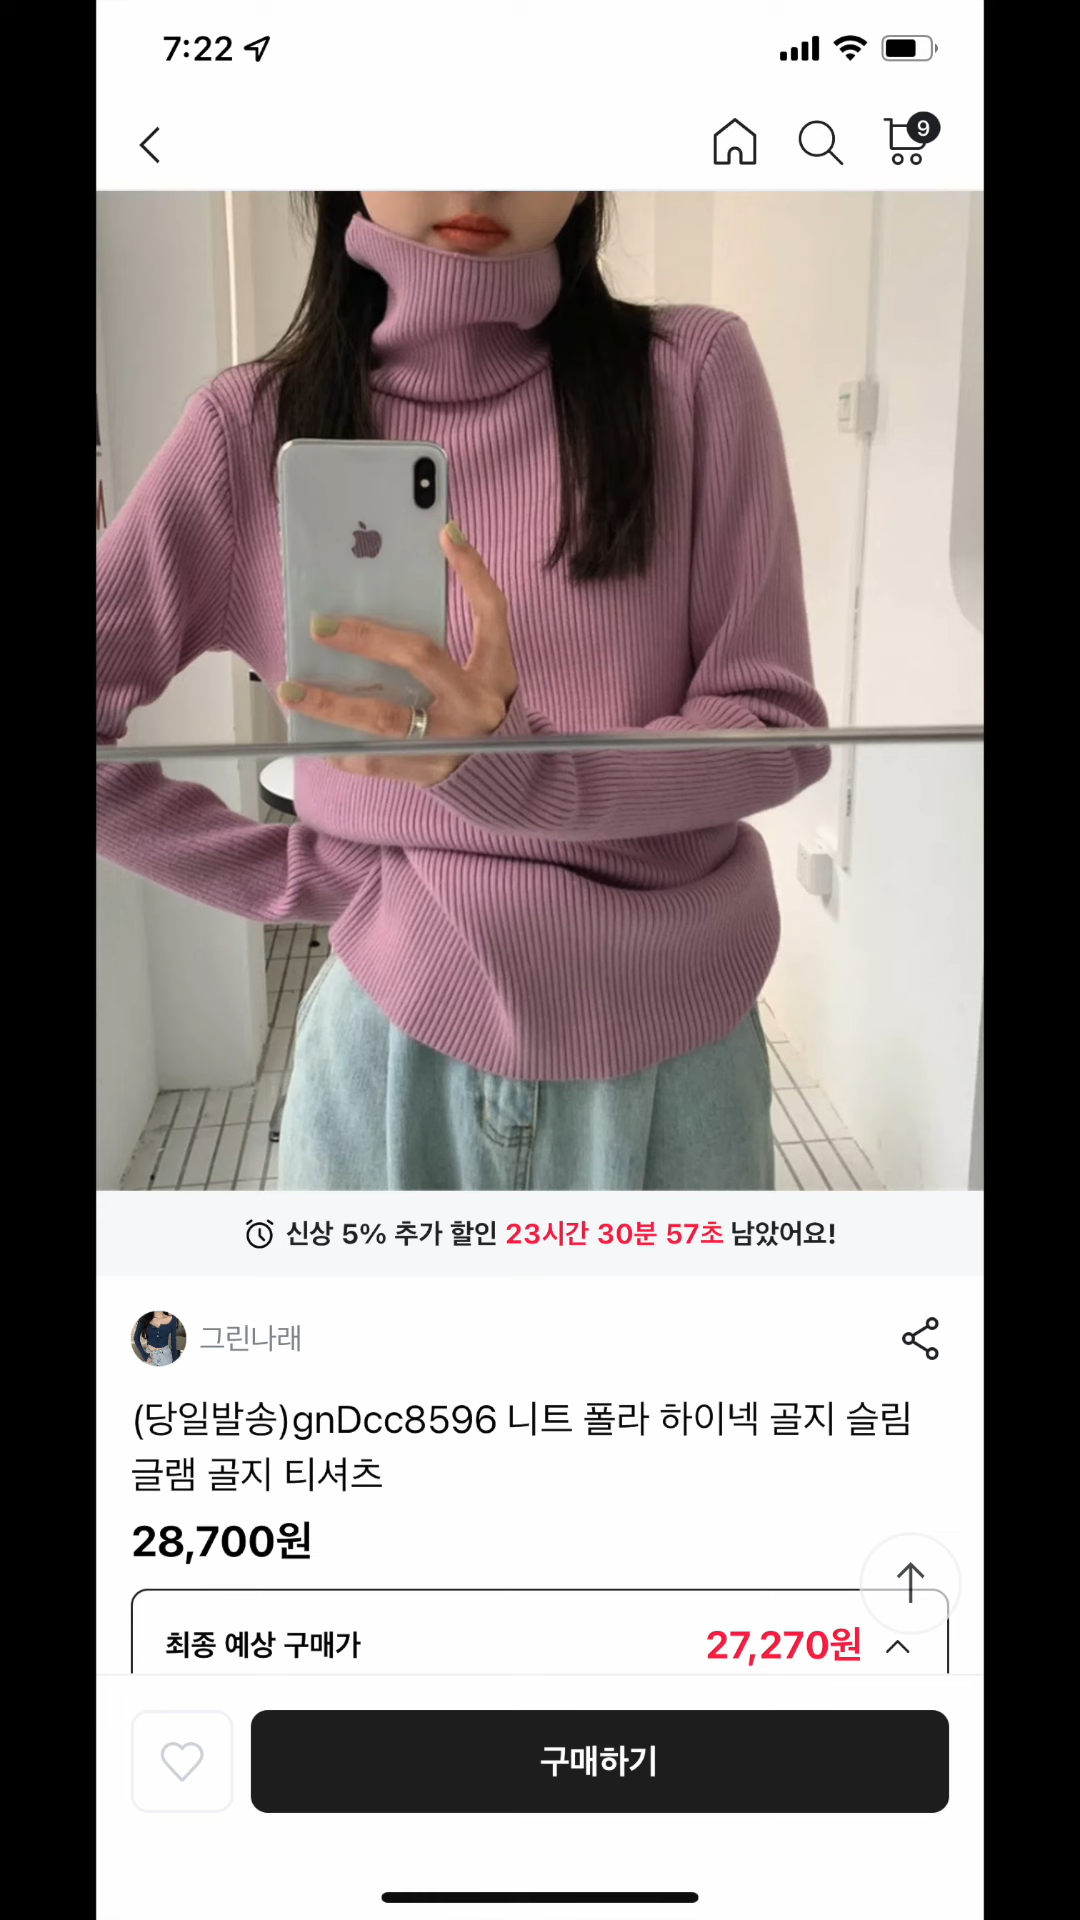 7:22
9
신상 5% 추가 할인 23시간 30분 57초 남았어요!
그린나래
(당일발송)gnDcc8596 니트 폴라 하이넥 골지 슬림
글램 골지 티셔츠
28,700원
최종 예상 구매가 27,270원
구매하기